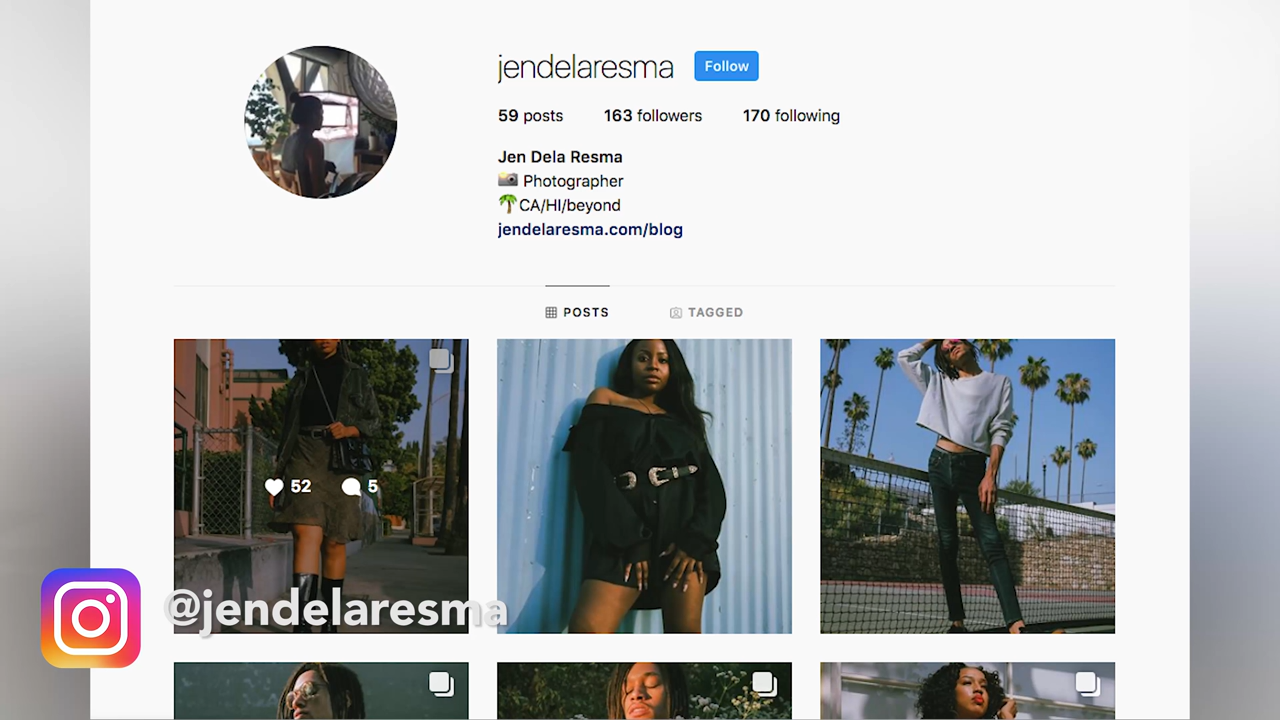 jendelaresma
Follow
59 posts 163 followers 170 following
Jen Dela Resma
📷 Photographer
🌴CA/HI/beyond
jendelaresma.com/blog
POSTS TAGGED
52 5
@jendelaresma